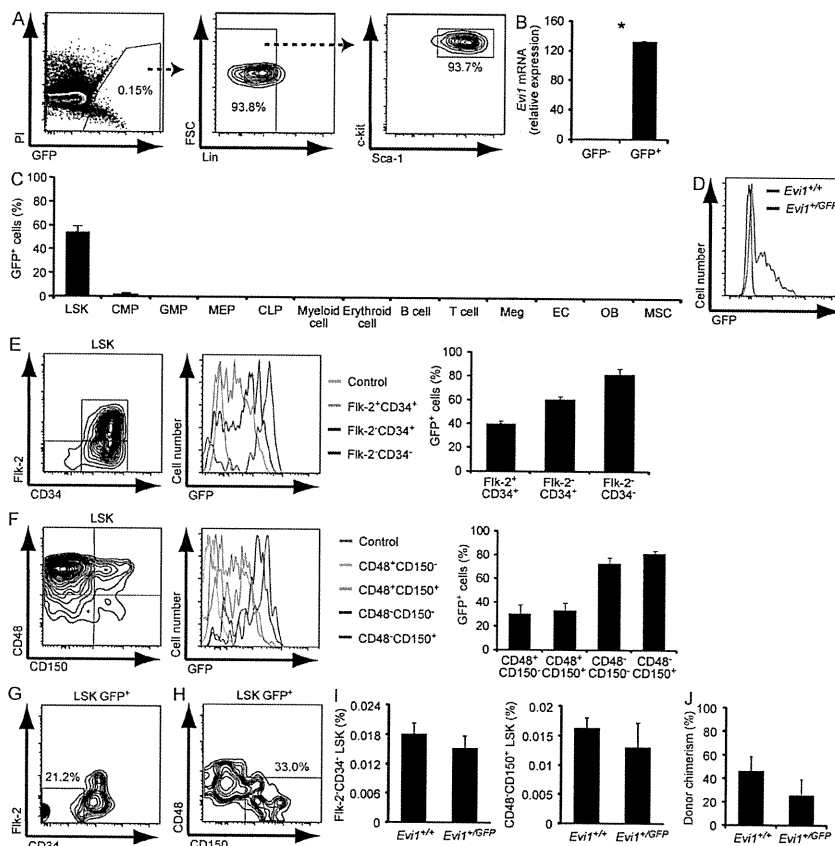 A
0.15%
PI
GFP
93.8%
FSC
Lin
93.7%
c-kit
Sca-1
B
Evi1 mRNA
(relative expression)
160
120
80
40
0
*
GFP- GFP+
C
GFP+ cells (%)
100
80
60
40
20
0
LSK CMP GMP MEP CLP Myeloid cell Erythroid cell B cell T cell Meg EC OB MSC
D
Evi1+/+
Evi1+/GFP
Cell number
GFP
E
LSK
Flk-2
CD34
Cell number
GFP
Control
Flk-2+CD34+
Flk-2-CD34+
Flk-2-CD34-
GFP+ cells (%)
100
80
60
40
20
0
Flk-2+ Flk-2- Flk-2-
CD34+ CD34+ CD34-
F
LSK
CD48
CD150
Cell number
GFP
Control
CD48+CD150-
CD48+CD150+
CD48-CD150-
CD48-CD150+
GFP+ cells (%)
100
80
60
40
20
0
CD48+ CD48+ CD48- CD48-
CD150- CD150+ CD150- CD150+
G
LSK GFP+
21.2%
Flk-2
CD34
H
LSK GFP+
33.0%
CD48
CD150
I
Flk-2-CD34- LSK (%)
0.024
0.018
0.012
0.006
0
Evi1+/+ Evi1+/GFP
CD48-CD150+ LSK (%)
0.02
0.015
0.01
0.005
0
Evi1+/+ Evi1+/GFP
J
Donor chimerism (%)
100
80
60
40
20
0
Evi1+/+ Evi1+/GFP